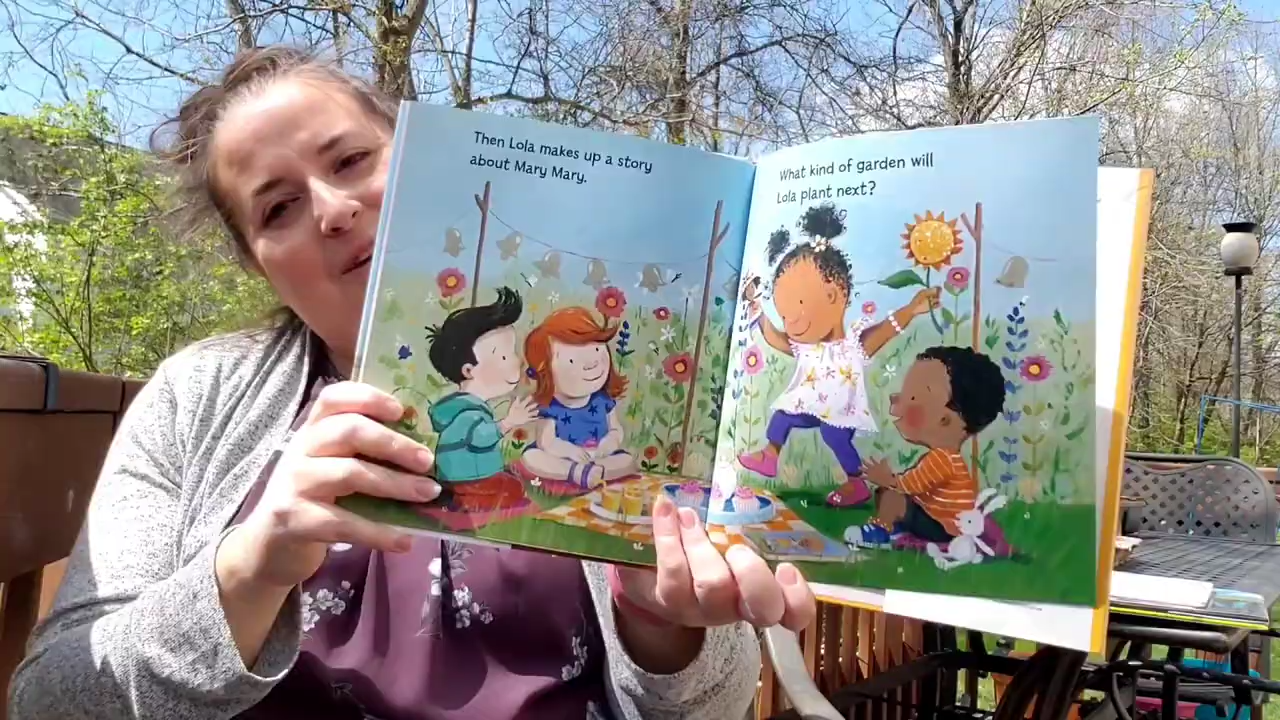 Then Lola makes up a story
about Mary Mary.
What kind of garden will
Lola plant next?